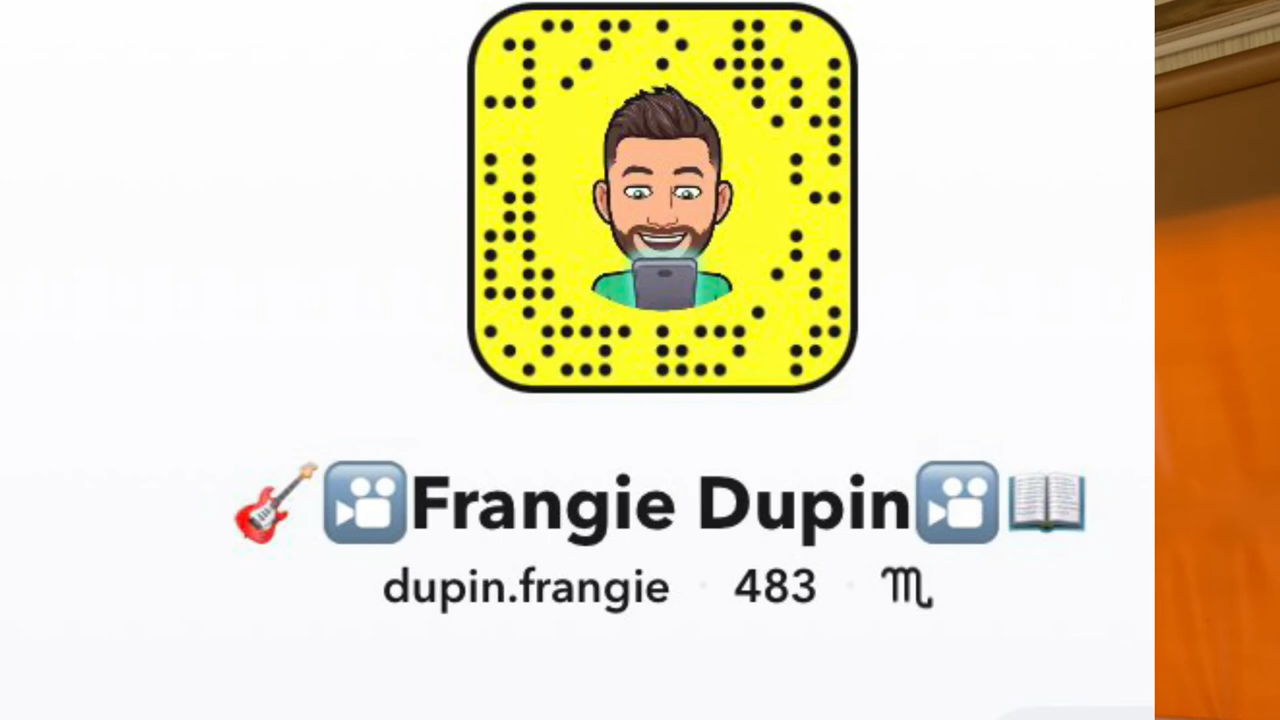 🎸🎦Frangie Dupin🎦📖
dupin.frangie · 483 · ♏︎